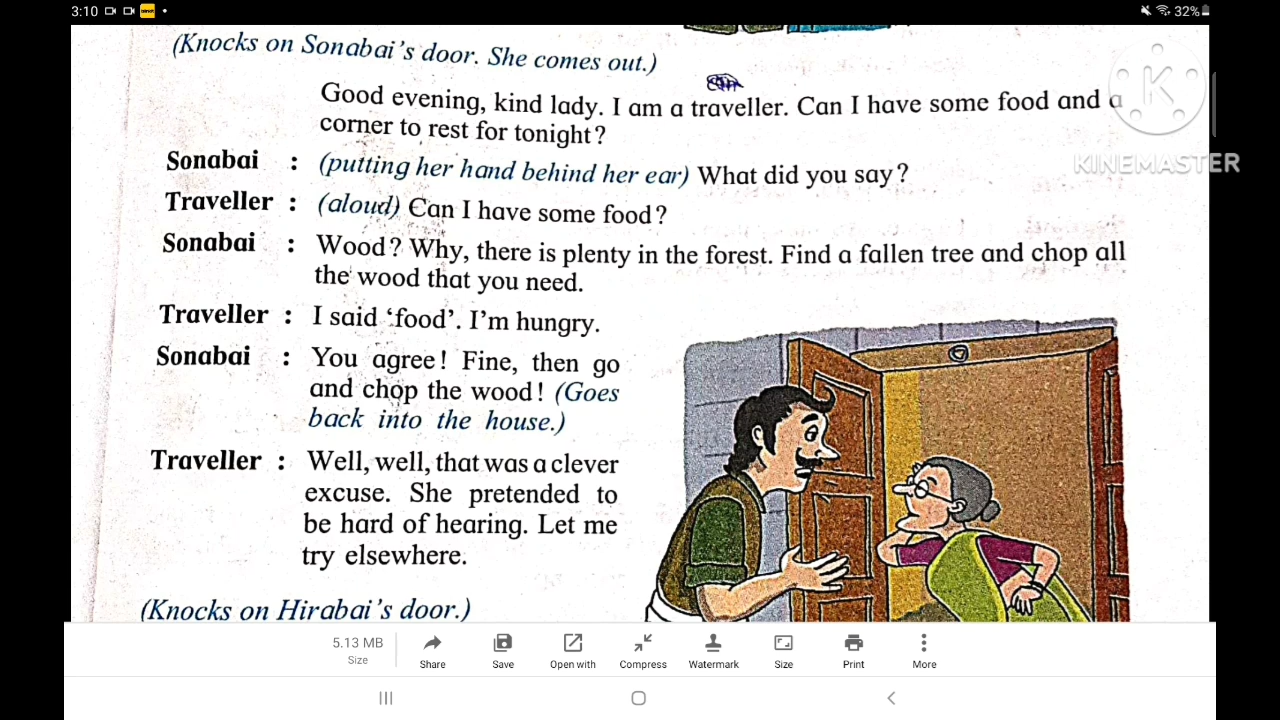 3:10
32%
(Knocks on Sonabai's door. She comes out.)
Good evening, kind lady. I am a traveller. Can I have some food and a
corner to rest for tonight?
K
KINEMASTER
Sonabai : (putting her hand behind her ear) What did you say?
Traveller : (aloud) Can I have some food?
Sonabai : Wood? Why, there is plenty in the forest. Find a fallen tree and chop all
the wood that you need.
Traveller : I said 'food'. I'm hungry.
Sonabai : You agree! Fine, then go
and chop the wood! (Goes
back into the house.)
Traveller : Well, well, that was a clever
excuse. She pretended to
be hard of hearing. Let me
try elsewhere.
(Knocks on Hirabai's door.)
5.13 MB
Size
Share
Save
Open with
Compress
Watermark
Size
Print
More